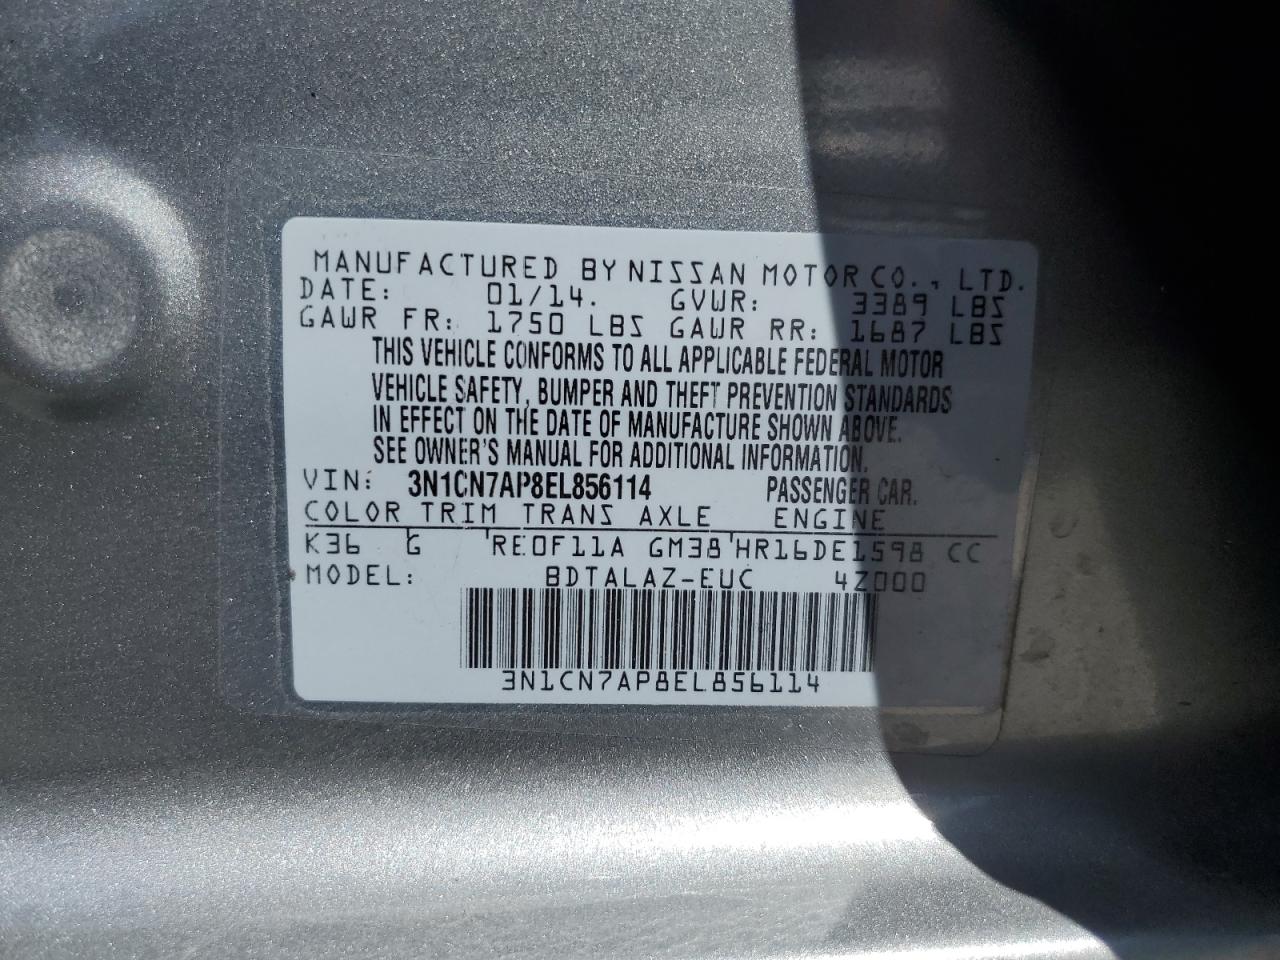 MANUFACTURED BY NISSAN MOTOR CO., LTD.
DATE: 01/14. GVWR: 3389 LBS
GAWR FR: 1750 LBS GAWR RR: 1687 LBS
THIS VEHICLE CONFORMS TO ALL APPLICABLE FEDERAL MOTOR
VEHICLE SAFETY, BUMPER AND THEFT PREVENTION STANDARDS
IN EFFECT ON THE DATE OF MANUFACTURE SHOWN ABOVE.
SEE OWNER'S MANUAL FOR ADDITIONAL INFORMATION.
VIN: 3N1CN7AP8EL856114 PASSENGER CAR.
COLOR TRIM TRANS AXLE ENGINE
K36 G RE0F11A GM38 HR16DE1598 CC
MODEL: BDTALAZ-EUC 4Z000
3N1CN7AP8EL856114